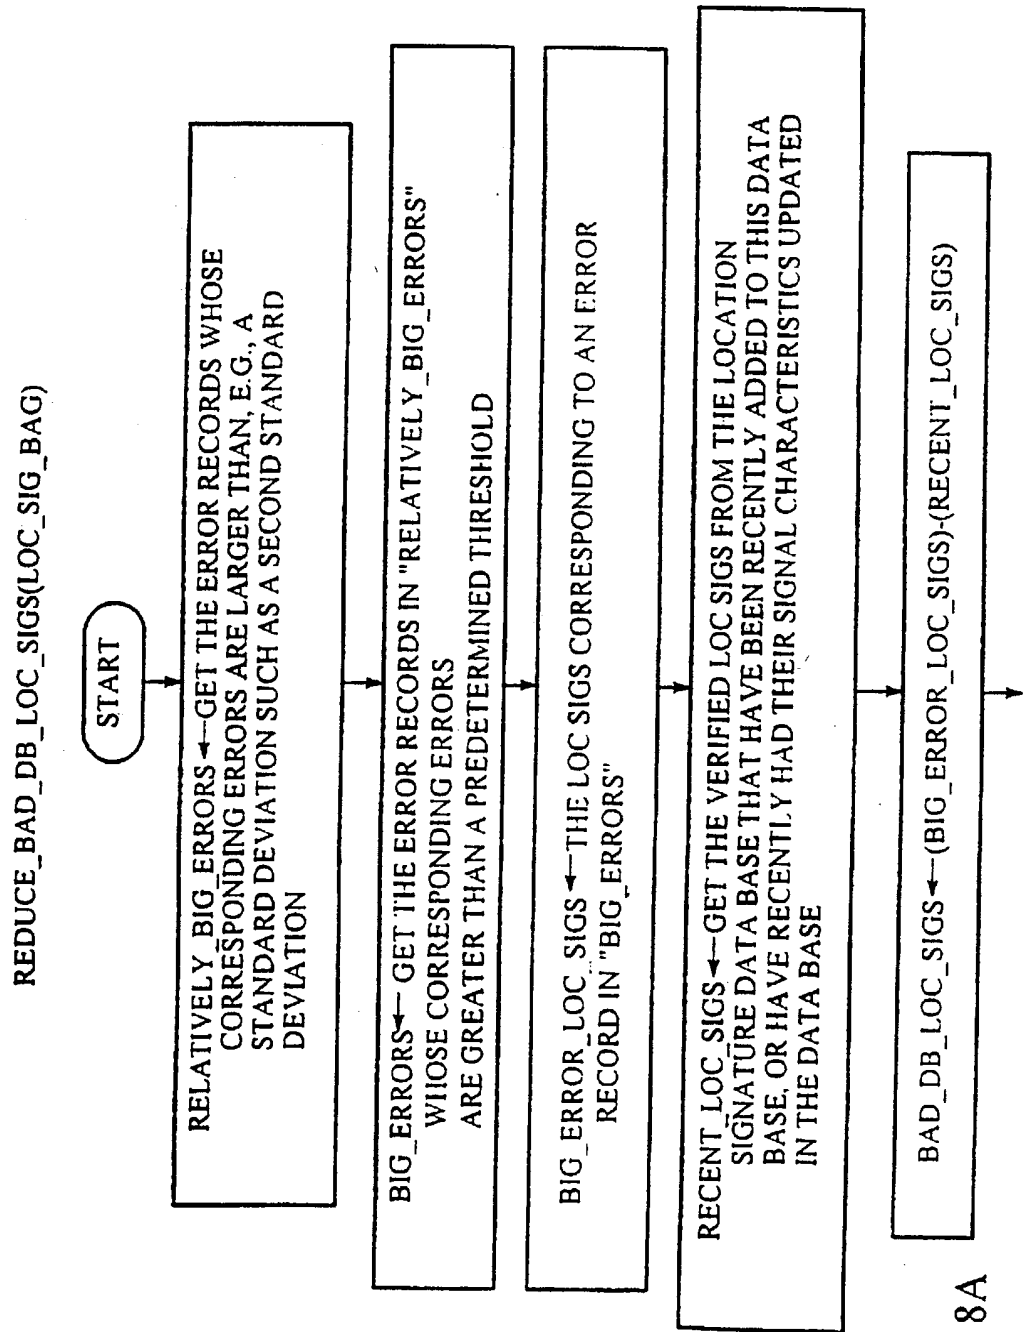 REDUCE_BAD_DB_LOC_SIGS(LOC_SIG_BAG)
START
RELATIVELY_BIG_ERRORS ← GET THE ERROR RECORDS WHOSE
CORRESPONDING ERRORS ARE LARGER THAN, E.G., A
STANDARD DEVIATION SUCH AS A SECOND STANDARD
DEVIATION
BIG_ERRORS ← GET THE ERROR RECORDS IN "RELATIVELY_BIG_ERRORS"
WHOSE CORRESPONDING ERRORS
ARE GREATER THAN A PREDETERMINED THRESHOLD
BIG_ERROR_LOC_SIGS ← THE LOC SIGS CORRESPONDING TO AN ERROR
RECORD IN "BIG_ERRORS"
RECENT_LOC_SIGS ← GET THE VERIFIED LOC SIGS FROM THE LOCATION
SIGNATURE DATA BASE THAT HAVE BEEN RECENTLY ADDED TO THIS DATA
BASE, OR HAVE RECENTLY HAD THEIR SIGNAL CHARACTERISTICS UPDATED
IN THE DATA BASE
BAD_DB_LOC_SIGS ← (BIG_ERROR_LOC_SIGS)-(RECENT_LOC_SIGS)
8A